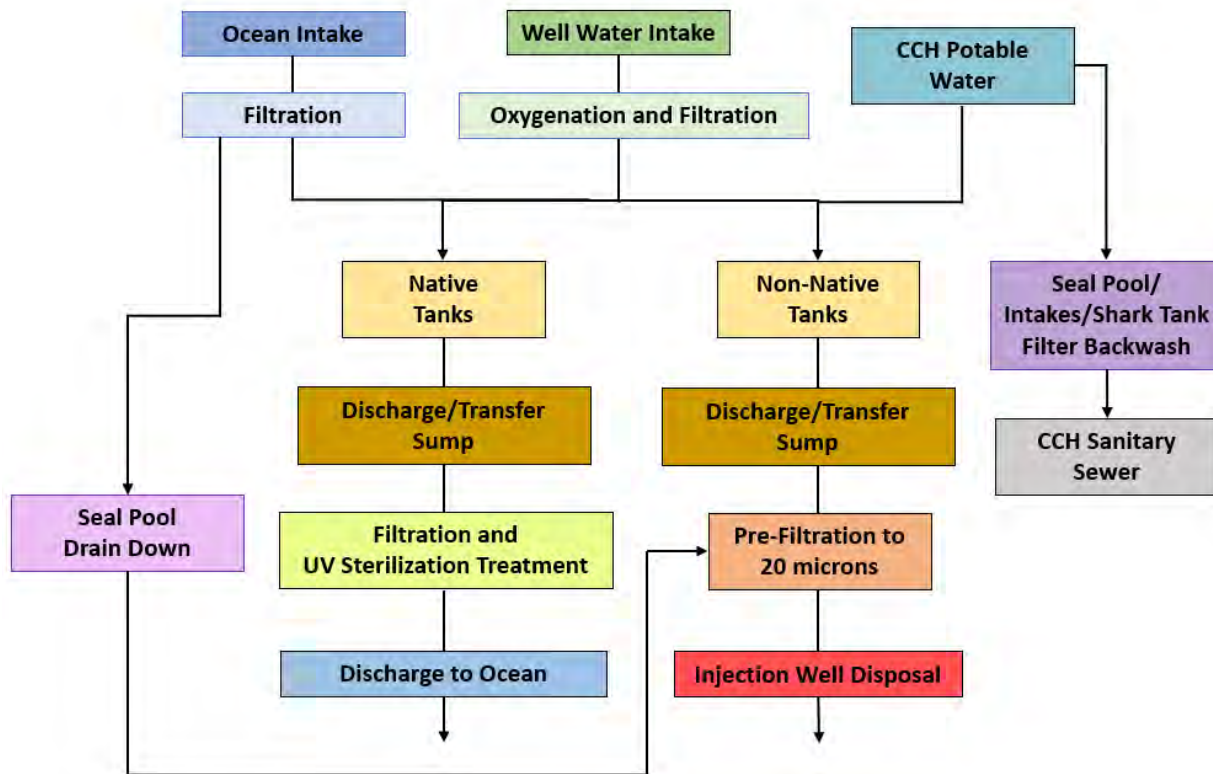 Ocean Intake
Well Water Intake
CCH Potable
Water
Filtration
Oxygenation and Filtration
Native
Tanks
Non-Native
Tanks
Seal Pool/
Intakes/Shark Tank
Filter Backwash
Discharge/Transfer
Sump
Discharge/Transfer
Sump
CCH Sanitary
Sewer
Seal Pool
Drain Down
Filtration and
UV Sterilization Treatment
Pre-Filtration to
20 microns
Discharge to Ocean
Injection Well Disposal